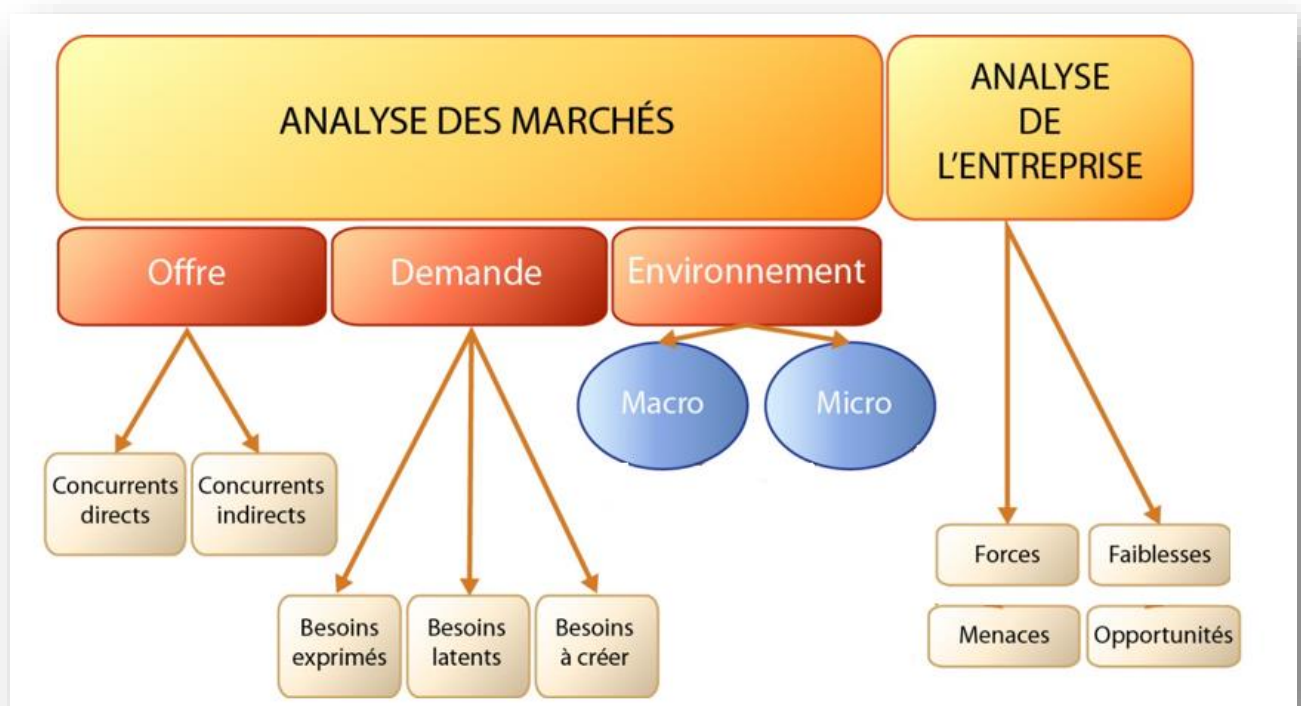 ANALYSE DES MARCHÉS
ANALYSE
DE
L'ENTREPRISE
Offre
Demande
Environnement
Macro
Micro
Concurrents
directs
Concurrents
indirects
Besoins
exprimés
Besoins
latents
Besoins
à créer
Forces
Faiblesses
Menaces
Opportunités